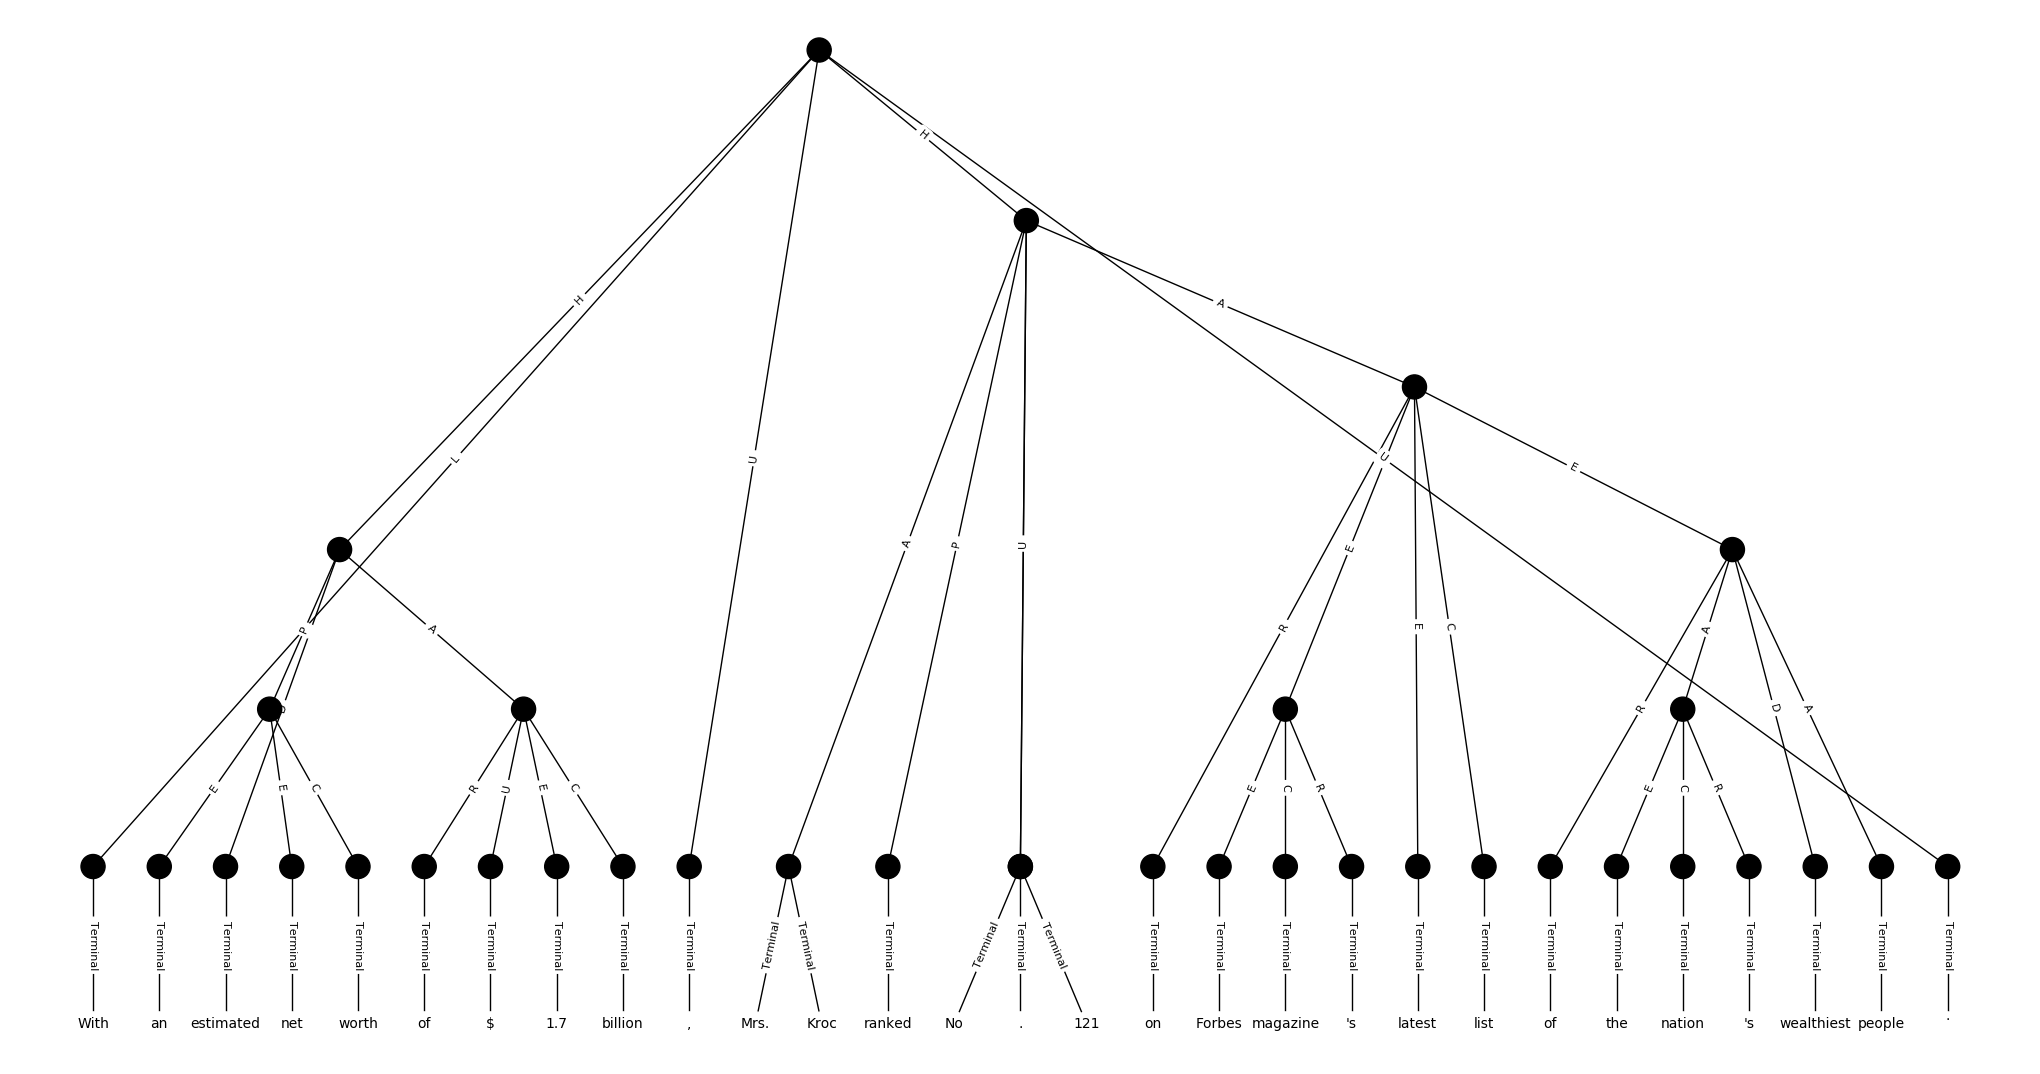 H
H
A
L
U
U
E
A
P
U
E
P
A
R
E
C
A
P
R
D
A
E
E
C
R
U
E
C
E
C
R
E
C
R
Terminal Terminal Terminal Terminal Terminal Terminal Terminal Terminal Terminal Terminal Terminal Terminal Terminal Terminal Terminal Terminal Terminal Terminal Terminal Terminal Terminal Terminal Terminal Terminal Terminal Terminal Terminal Terminal Terminal
With an estimated net worth of $ 1.7 billion , Mrs. Kroc ranked No . 121 on Forbes magazine 's latest list of the nation 's wealthiest people .